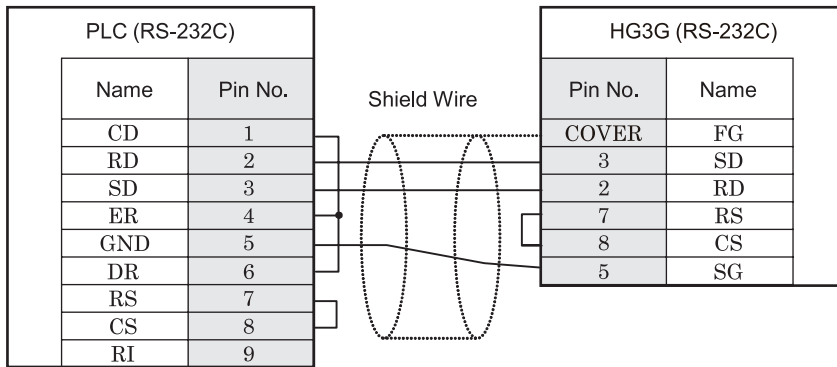 PLC (RS-232C)
Name Pin No.
CD 1
RD 2
SD 3
ER 4
GND 5
DR 6
RS 7
CS 8
RI 9
Shield Wire
HG3G (RS-232C)
Pin No. Name
COVER FG
3 SD
2 RD
7 RS
8 CS
5 SG